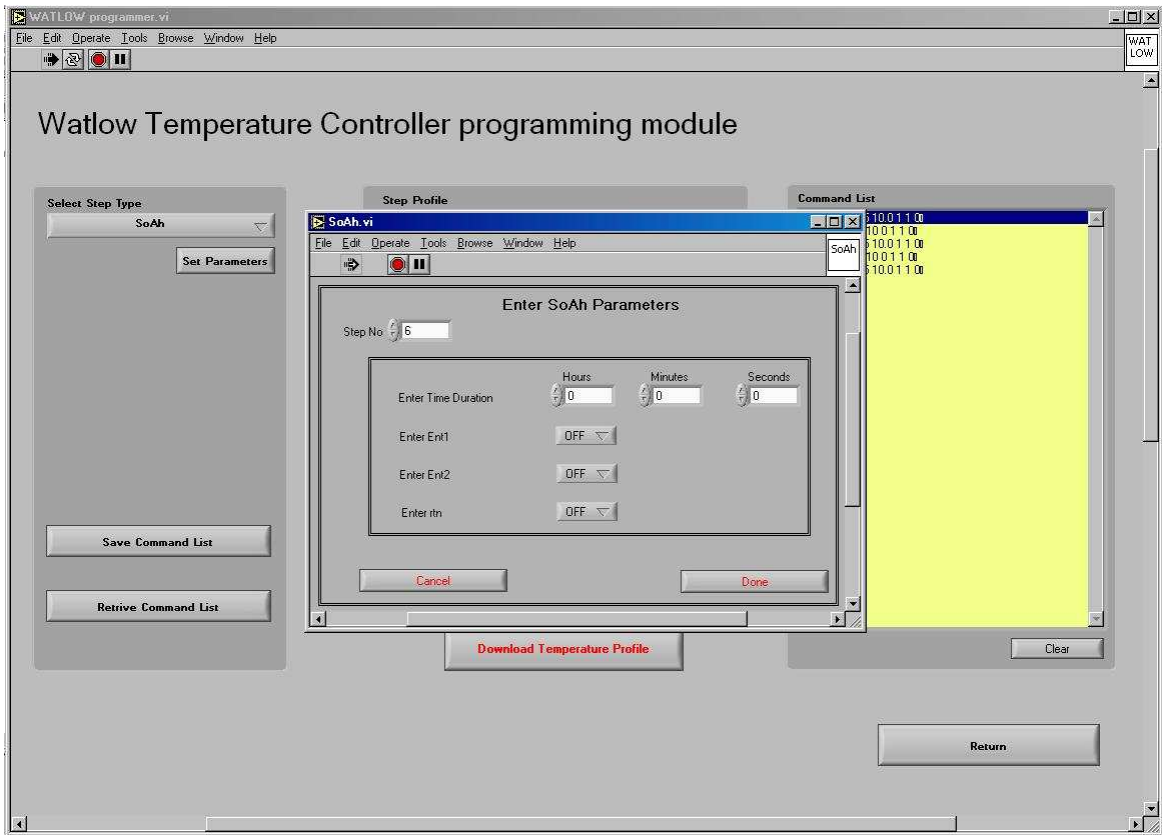 WATLOW programmer.vi
File Edit Operate Tools Browse Window Help
WAT
LOW
Watlow Temperature Controller programming module
Select Step Type
SoAh
Set Parameters
Save Command List
Retrive Command List
Step Profile
SoAh.vi
File Edit Operate Tools Browse Window Help
SoAh
Enter SoAh Parameters
Step No 6
Hours Minutes Seconds
Enter Time Duration 0 0 0
Enter Ent1 OFF
Enter Ent2 OFF
Enter rtn OFF
Cancel Done
Download Temperature Profile
Command List
Clear
Return